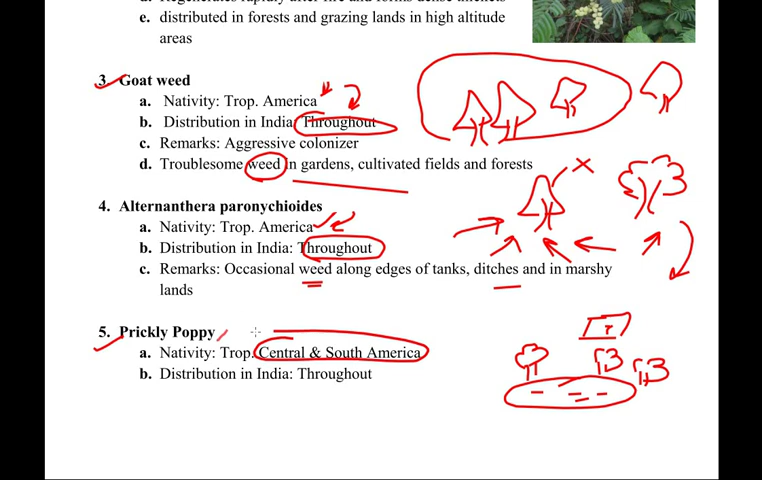 e. distributed in forests and grazing lands in high altitude
areas
3. Goat weed
a. Nativity: Trop. America
b. Distribution in India: Throughout
c. Remarks: Aggressive colonizer
d. Troublesome weed in gardens, cultivated fields and forests
4. Alternanthera paronychioides
a. Nativity: Trop. America
b. Distribution in India: Throughout
c. Remarks: Occasional weed along edges of tanks, ditches and in marshy
lands
5. Prickly Poppy
a. Nativity: Trop. Central & South America
b. Distribution in India: Throughout